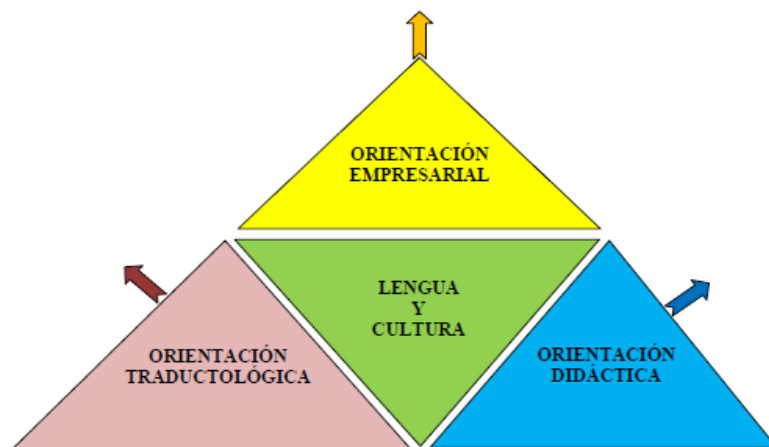 ORIENTACIÓN
EMPRESARIAL
LENGUA
Y
CULTURA
ORIENTACIÓN
TRADUCTOLÓGICA
ORIENTACIÓN
DIDÁCTICA